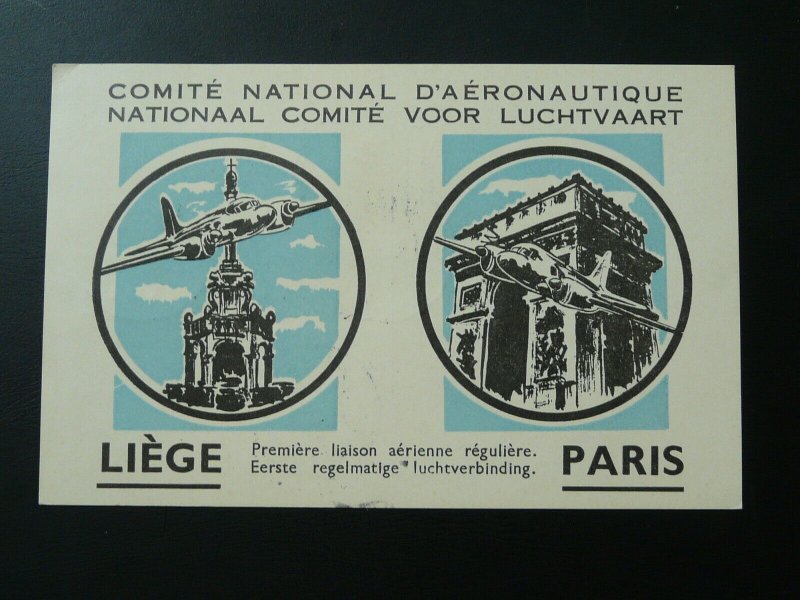 COMITÉ NATIONAL D'AÉRONAUTIQUE
NATIONAAL COMITÉ VOOR LUCHTVAART
LIÈGE
Première liaison aérienne régulière.
Eerste regelmatige luchtverbinding.
PARIS